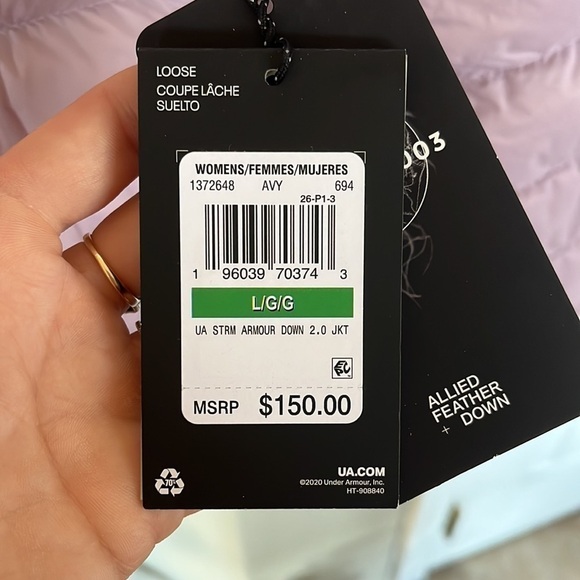 LOOSE
COUPE LÂCHE
SUELTO
WOMENS/FEMMES/MUJERES
1372648 AVY 694
26-P1-3
1 96039 70374 3
L/G/G
UA STRM ARMOUR DOWN 2.0 JKT
MSRP $150.00
70%
UA.COM
©2020 Under Armour, Inc.
HT-908840
003
ALLIED
FEATHER
+ DOWN